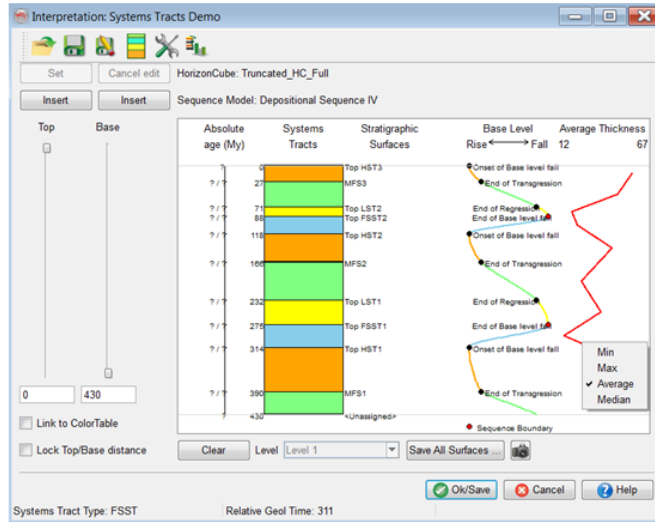 Interpretation: Systems Tracts Demo
Set Cancel edit HorizonCube: Truncated_HC_Full
Insert Insert Sequence Model: Depositional Sequence IV
Top Base
Absolute age (My) Systems Tracts Stratigraphic Surfaces Base Level Rise Fall Average Thickness 12 67
? 0 Top HST3 Onset of Base level fall
? / ? 27 MFS3 End of Transgression
? / ? 71 Top LST2 End of Regression
? / ? 88 Top FSST2 End of Base level fall
? / ? 118 Top HST2 Onset of Base level fall
? / ? 166 MFS2 End of Transgression
? / ? 232 Top LST1 End of Regression
? / ? 275 Top FSST1 End of Base level fall
? / ? 314 Top HST1 Onset of Base level fall
Min
Max
Average
Median
? / ? 390 MFS1 End of Transgression
430 <Unassigned>
0 430
Sequence Boundary
Link to ColorTable
Lock Top/Base distance Clear Level Level 1 Save All Surfaces ...
Ok/Save Cancel Help
Systems Tract Type: FSST Relative Geol Time: 311